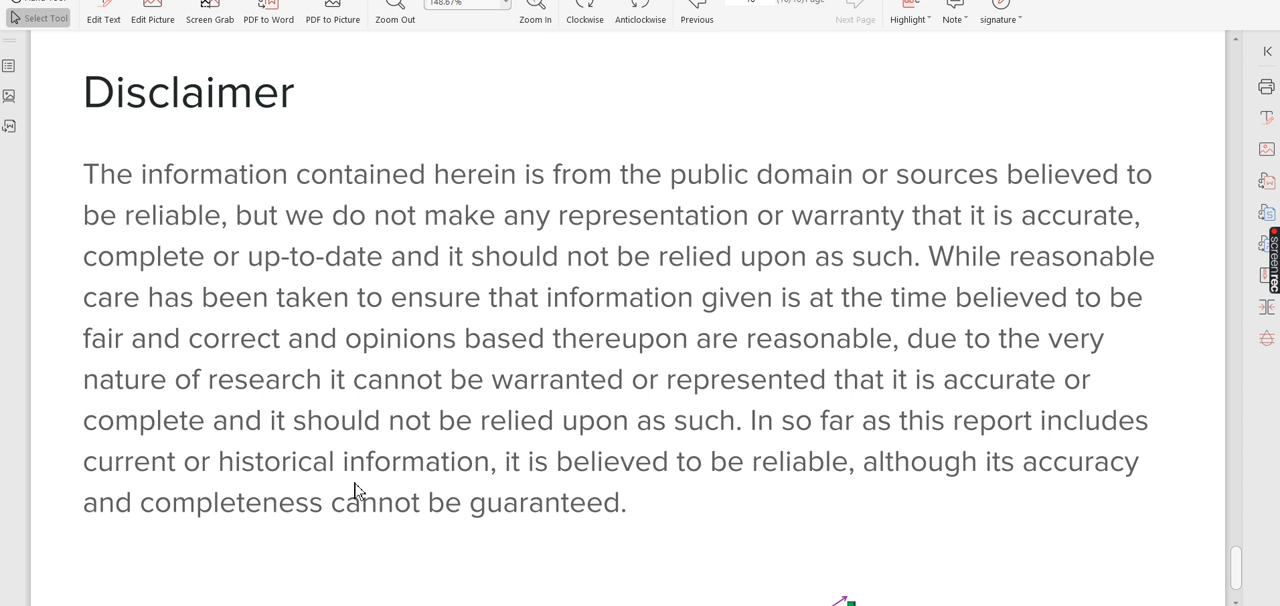 Select Tool
Edit Text Edit Picture Screen Grab PDF to Word PDF to Picture Zoom Out 148.67% Zoom In Clockwise Anticlockwise Previous Next Page Highlight Note signature
Disclaimer
The information contained herein is from the public domain or sources believed to
be reliable, but we do not make any representation or warranty that it is accurate,
complete or up-to-date and it should not be relied upon as such. While reasonable
care has been taken to ensure that information given is at the time believed to be
fair and correct and opinions based thereupon are reasonable, due to the very
nature of research it cannot be warranted or represented that it is accurate or
complete and it should not be relied upon as such. In so far as this report includes
current or historical information, it is believed to be reliable, although its accuracy
and completeness cannot be guaranteed.
screenrec